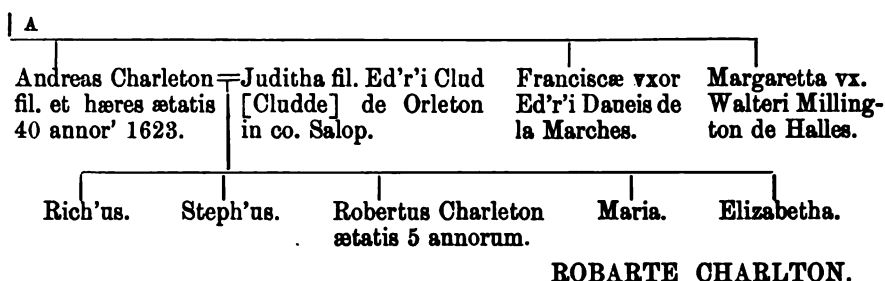 A
Andreas Charleton
fil. et hæres ætatis
40 annor' 1623.
Juditha fil. Ed'r'i Clud
[Cludde] de Orleton
in co. Salop.
Franciscæ vxor
Ed'r'i Daueis de
la Marches.
Margaretta vx.
Walteri Milling-
ton de Halles.
Rich'us.
Steph'us.
Robertus Charleton
ætatis 5 annorum.
Maria.
Elizabetha.
ROBARTE CHARLTON.